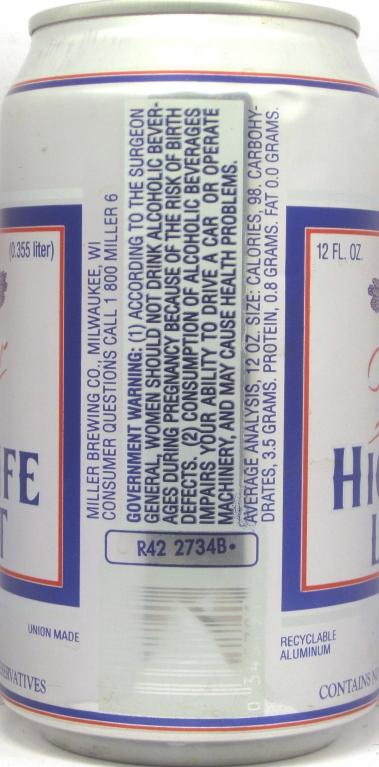 (0.355 liter)
IFE
T
UNION MADE
MILLER BREWING CO., MILWAUKEE, WI
CONSUMER QUESTIONS CALL 1 800 MILLER 6
GOVERNMENT WARNING: (1) ACCORDING TO THE SURGEON
GENERAL, WOMEN SHOULD NOT DRINK ALCOHOLIC BEVER-
AGES DURING PREGNANCY BECAUSE OF THE RISK OF BIRTH
DEFECTS. (2) CONSUMPTION OF ALCOHOLIC BEVERAGES
IMPAIRS YOUR ABILITY TO DRIVE A CAR OR OPERATE
MACHINERY, AND MAY CAUSE HEALTH PROBLEMS.
AVERAGE ANALYSIS, 12 OZ. SIZE: CALORIES, 98. CARBOHY-
DRATES, 3.5 GRAMS. PROTEIN, 0.8 GRAMS. FAT 0.0 GRAMS.
R42 2734B•
12 FL. OZ.
HI
L
RECYCLABLE
ALUMINUM
CONTAINS N